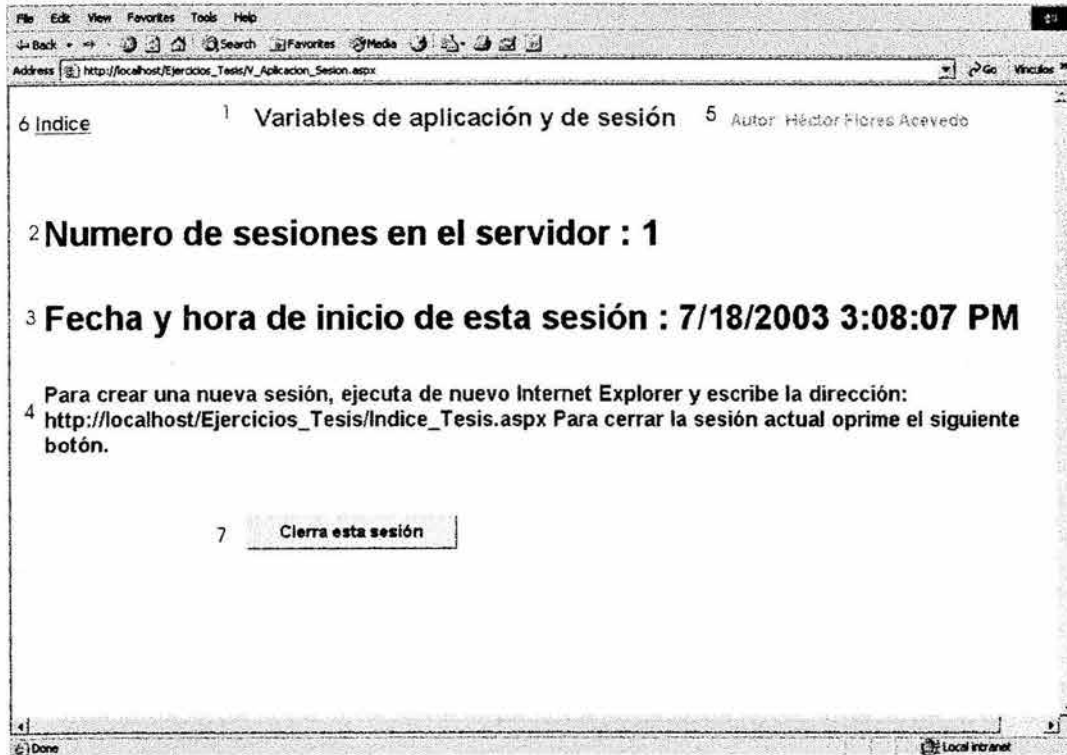 File Edit View Favorites Tools Help
Back Search Favorites Media
Address http://localhost/Ejercicios_Tesis/V_Aplicacion_Sesion.aspx Go Vinculos
6 Indice 1 Variables de aplicación y de sesión 5 Autor: Héctor Flores Acevedo
2 Numero de sesiones en el servidor : 1
3 Fecha y hora de inicio de esta sesión : 7/18/2003 3:08:07 PM
Para crear una nueva sesión, ejecuta de nuevo Internet Explorer y escribe la dirección:
4 http://localhost/Ejercicios_Tesis/Indice_Tesis.aspx Para cerrar la sesión actual oprime el siguiente
botón.
7 Cierra esta sesión
Done Local intranet